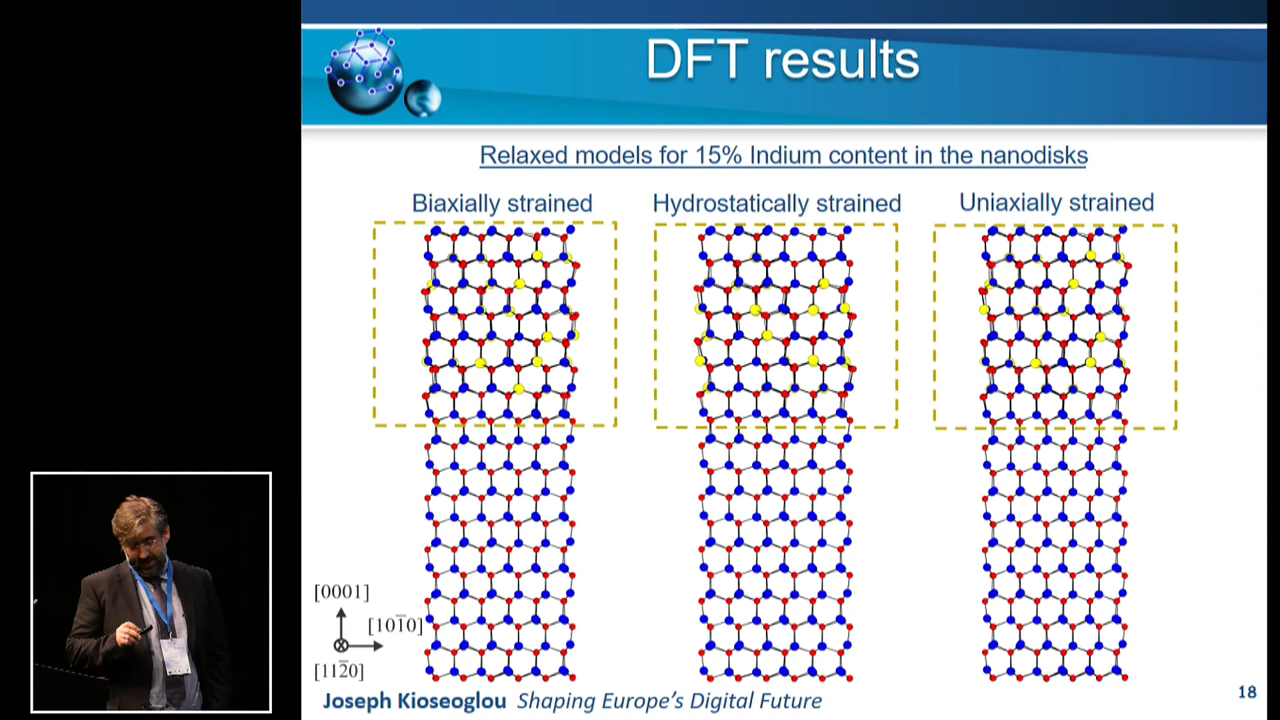 DFT results
Relaxed models for 15% Indium content in the nanodisks
Biaxially strained
Hydrostatically strained
Uniaxially strained
[0001]
[101̅0]
[112̅0]
Joseph Kioseoglou Shaping Europe's Digital Future
18